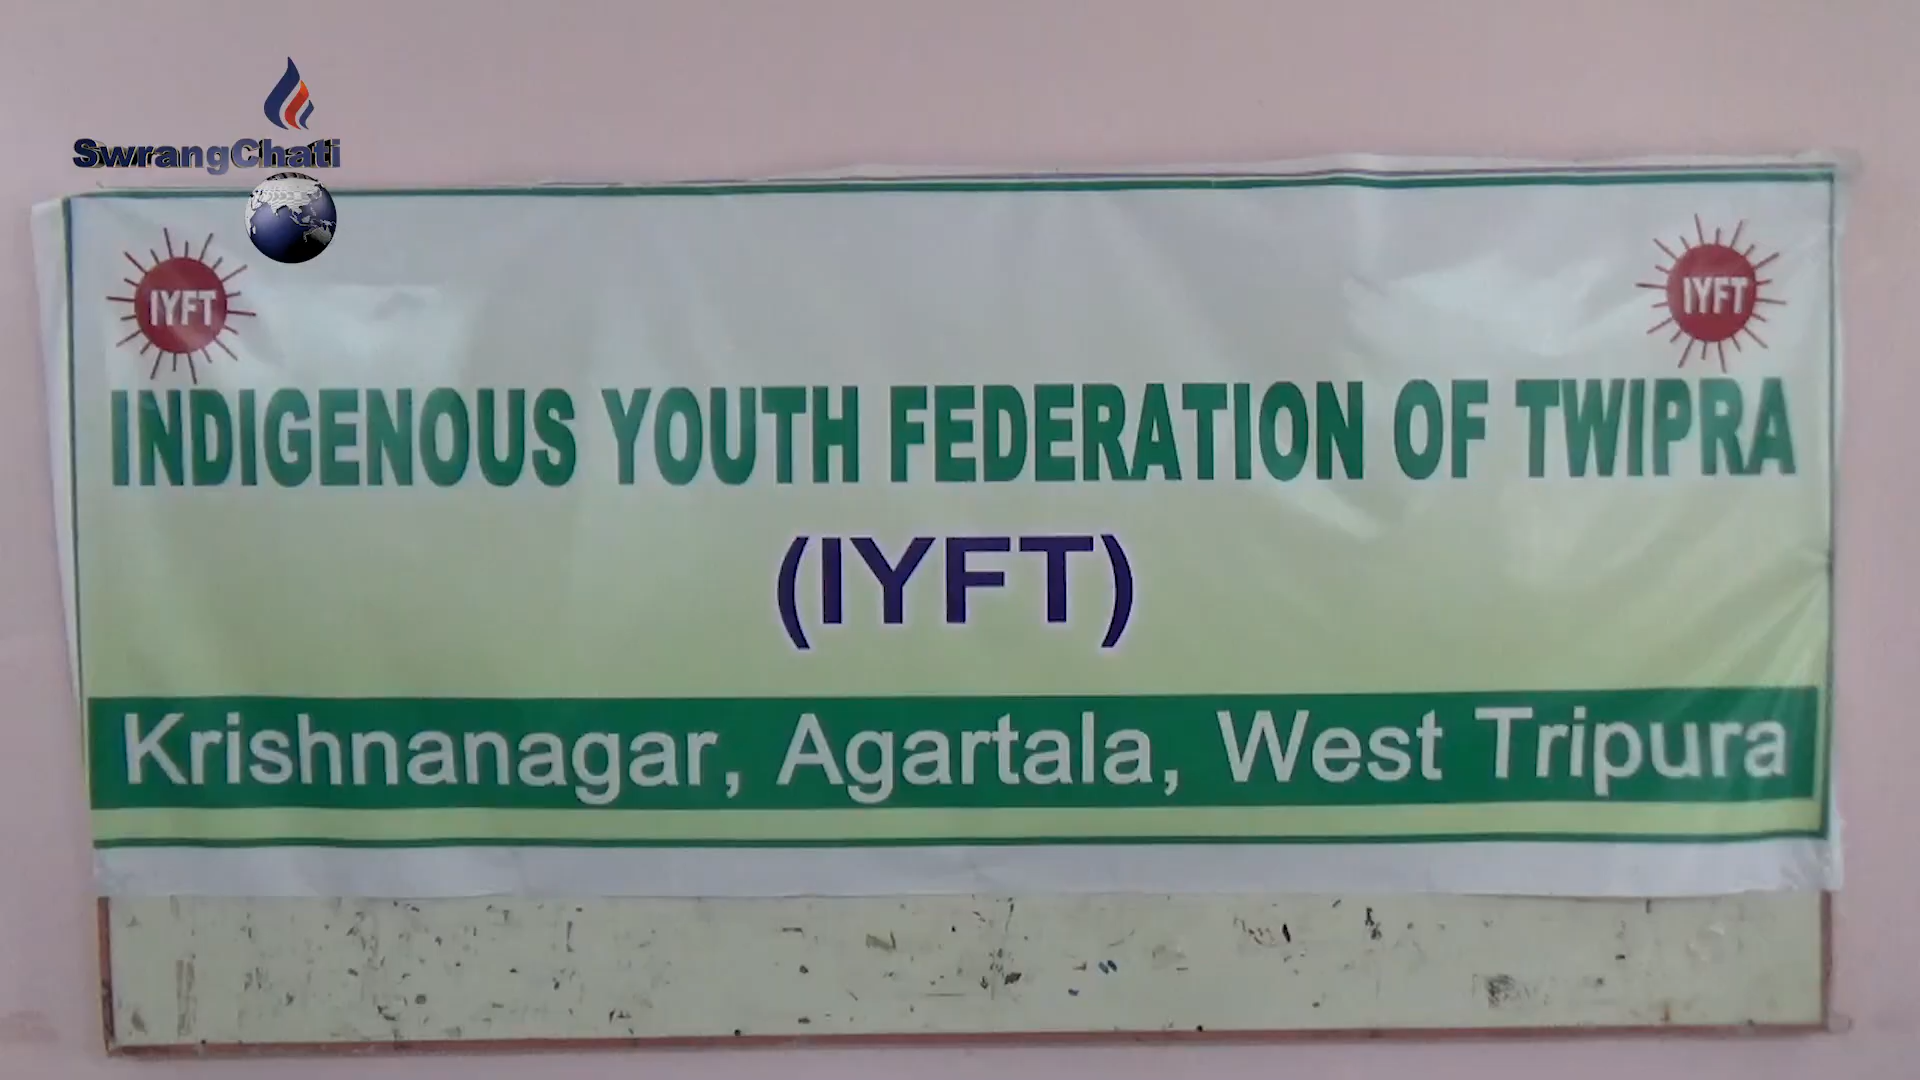 SwrangChati
IYFT
IYFT
INDIGENOUS YOUTH FEDERATION OF TWIPRA
(IYFT)
Krishnanagar, Agartala, West Tripura